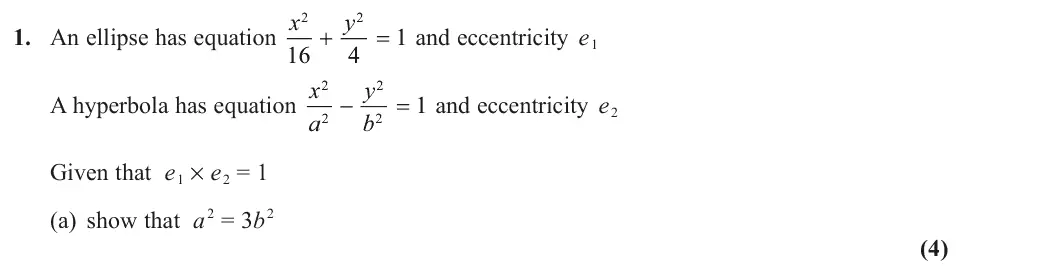 1. An ellipse has equation x²/16 + y²/4 = 1 and eccentricity e₁
A hyperbola has equation x²/a² − y²/b² = 1 and eccentricity e₂
Given that e₁ × e₂ = 1
(a) show that a² = 3b²
(4)